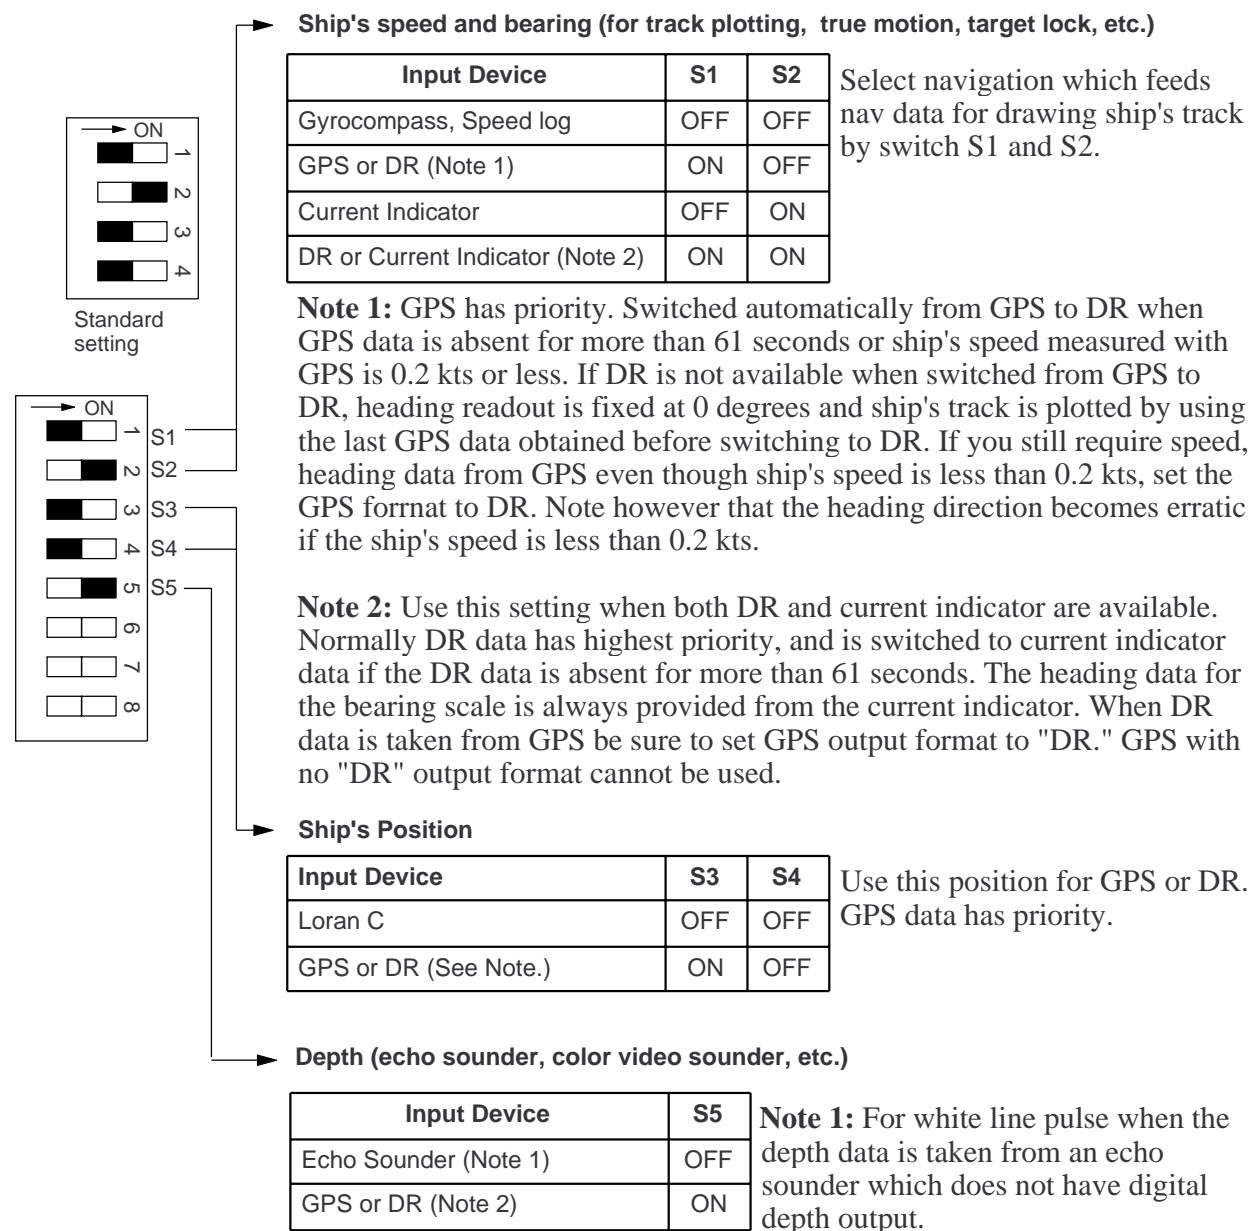 Ship's speed and bearing (for track plotting, true motion, target lock, etc.)
Input Device S1 S2
Gyrocompass, Speed log OFF OFF
GPS or DR (Note 1) ON OFF
Current Indicator OFF ON
DR or Current Indicator (Note 2) ON ON
Select navigation which feeds
nav data for drawing ship's track
by switch S1 and S2.
ON
1
2
3
4
Standard
setting
Note 1: GPS has priority. Switched automatically from GPS to DR when
GPS data is absent for more than 61 seconds or ship's speed measured with
GPS is 0.2 kts or less. If DR is not available when switched from GPS to
DR, heading readout is fixed at 0 degrees and ship's track is plotted by using
the last GPS data obtained before switching to DR. If you still require speed,
heading data from GPS even though ship's speed is less than 0.2 kts, set the
GPS forrnat to DR. Note however that the heading direction becomes erratic
if the ship's speed is less than 0.2 kts.
ON
1 S1
2 S2
3 S3
4 S4
5 S5
6
7
8
Note 2: Use this setting when both DR and current indicator are available.
Normally DR data has highest priority, and is switched to current indicator
data if the DR data is absent for more than 61 seconds. The heading data for
the bearing scale is always provided from the current indicator. When DR
data is taken from GPS be sure to set GPS output format to "DR." GPS with
no "DR" output format cannot be used.
Ship's Position
Input Device S3 S4
Loran C OFF OFF
GPS or DR (See Note.) ON OFF
Use this position for GPS or DR.
GPS data has priority.
Depth (echo sounder, color video sounder, etc.)
Input Device S5
Echo Sounder (Note 1) OFF
GPS or DR (Note 2) ON
Note 1: For white line pulse when the
depth data is taken from an echo
sounder which does not have digital
depth output.